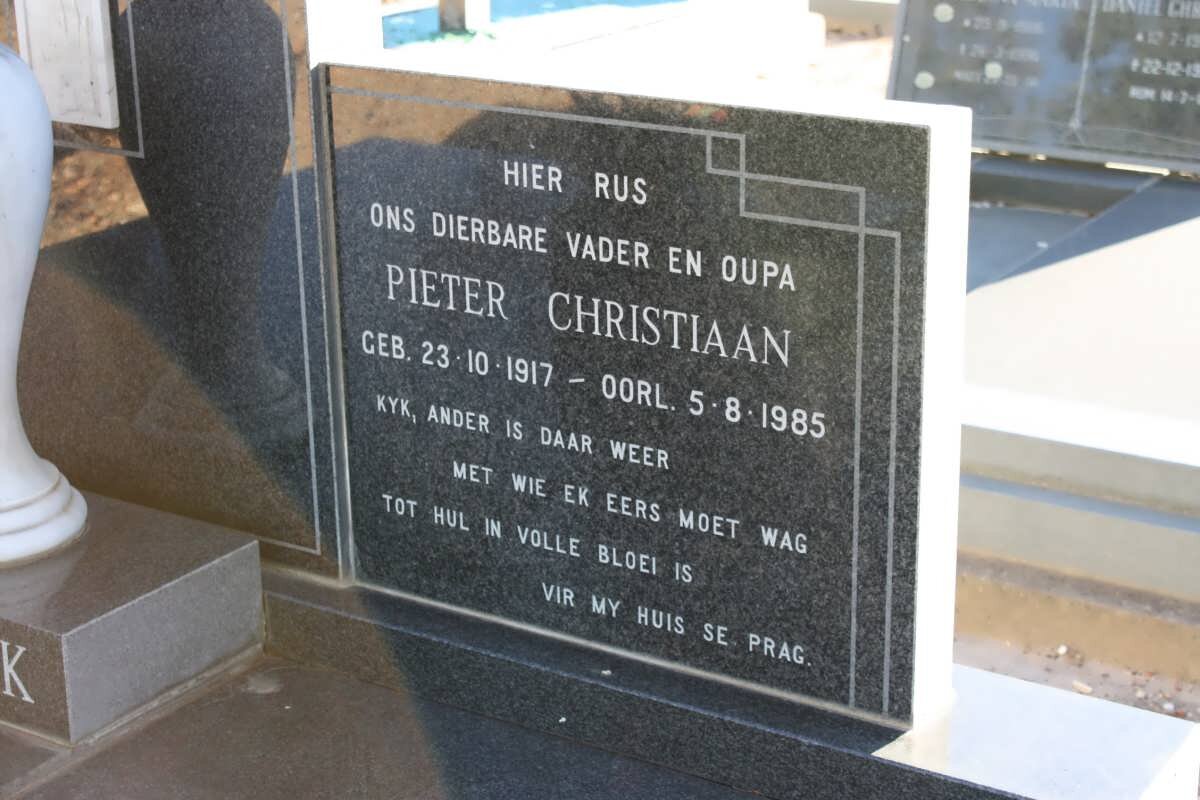 HIER RUS
ONS DIERBARE VADER EN OUPA
PIETER CHRISTIAAN
GEB. 23·10·1917 – OORL. 5·8·1985
KYK, ANDER IS DAAR WEER
MET WIE EK EERS MOET WAG
TOT HUL IN VOLLE BLOEI IS
VIR MY HUIS SE PRAG.
K
DANIEL